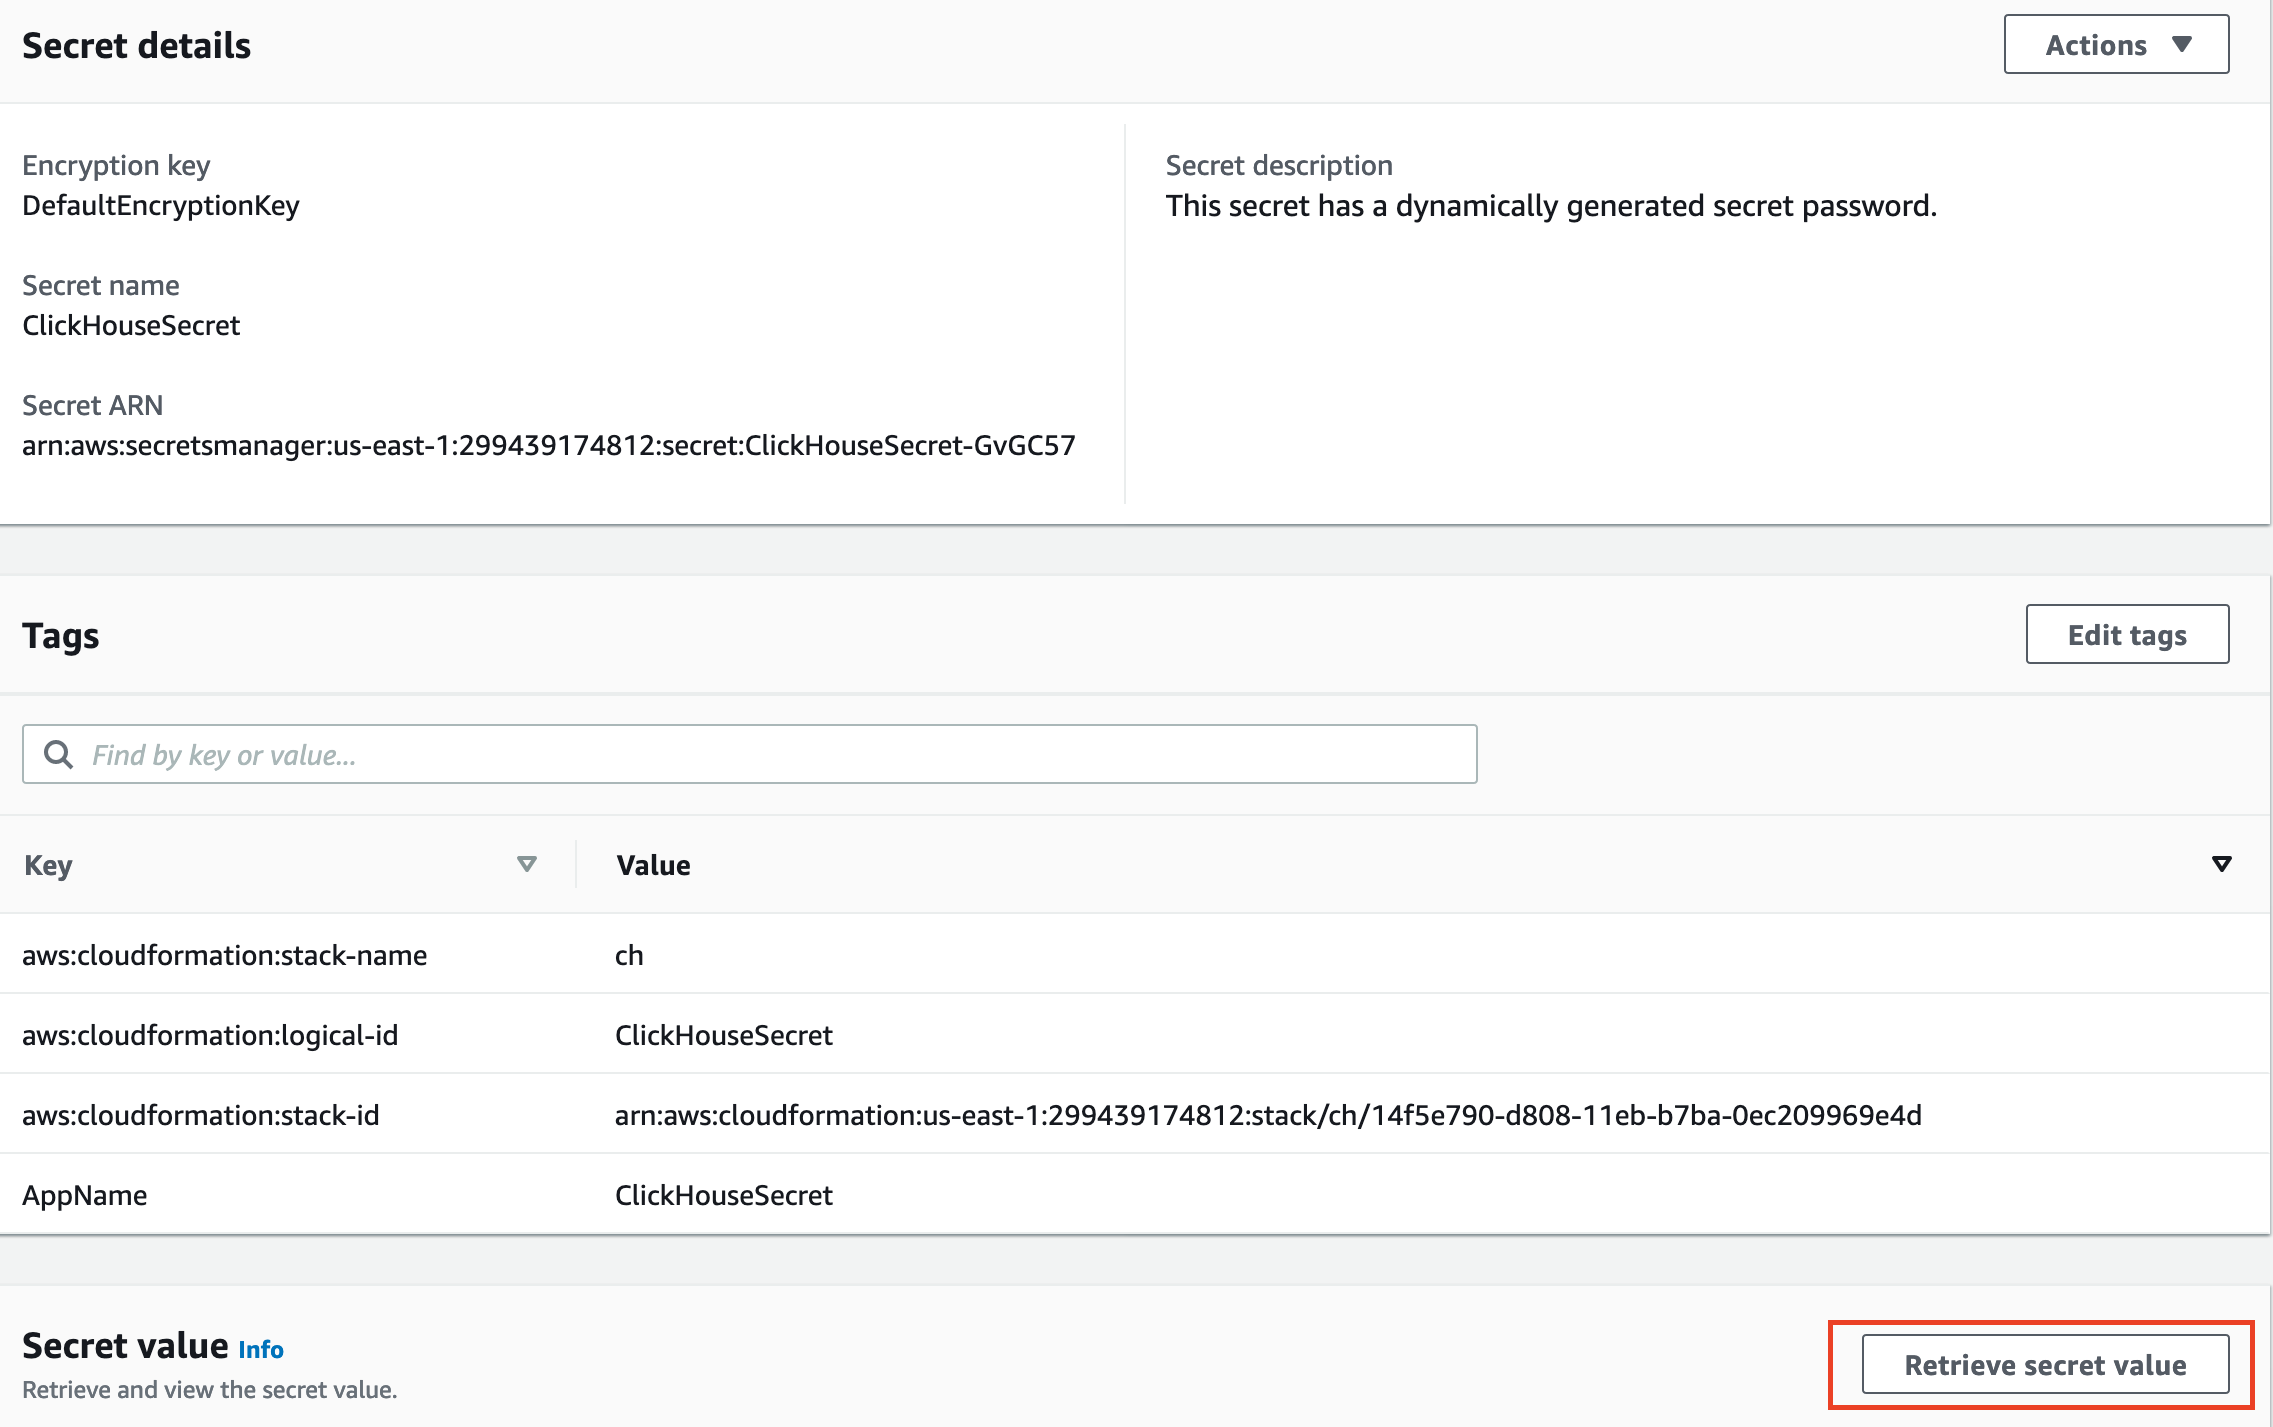 Secret details
Actions
Encryption key
DefaultEncryptionKey
Secret description
This secret has a dynamically generated secret password.
Secret name
ClickHouseSecret
Secret ARN
arn:aws:secretsmanager:us-east-1:299439174812:secret:ClickHouseSecret-GvGC57
Tags
Edit tags
Find by key or value...
Key Value
aws:cloudformation:stack-name ch
aws:cloudformation:logical-id ClickHouseSecret
aws:cloudformation:stack-id arn:aws:cloudformation:us-east-1:299439174812:stack/ch/14f5e790-d808-11eb-b7ba-0ec209969e4d
AppName ClickHouseSecret
Secret value Info
Retrieve and view the secret value.
Retrieve secret value